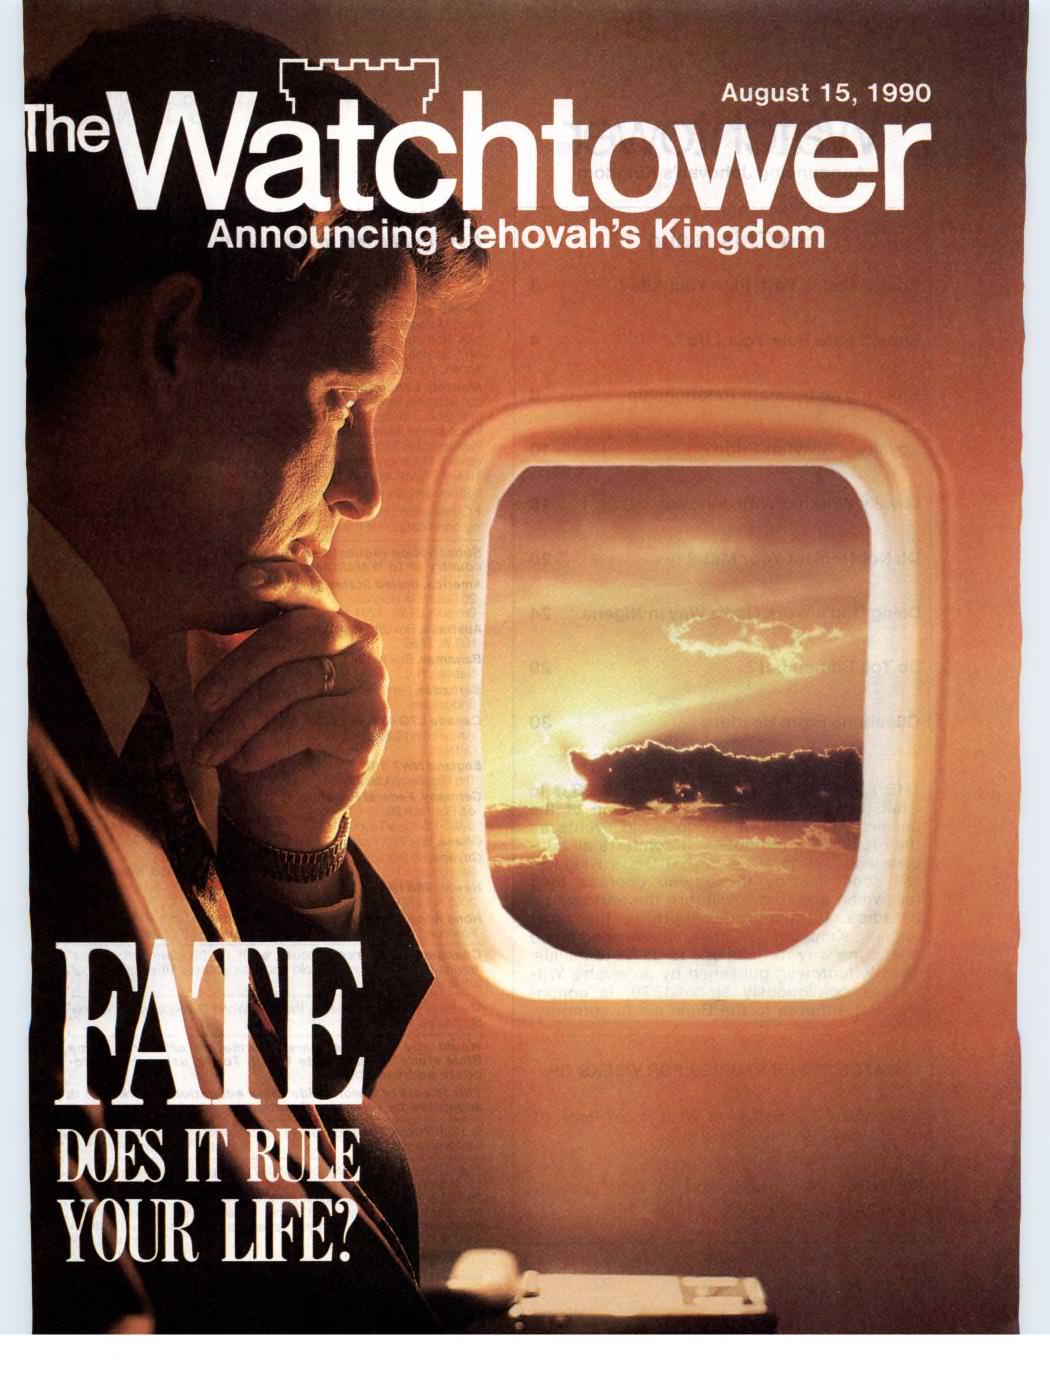 August 15, 1990
The Watchtower
Announcing Jehovah's Kingdom
FATE
DOES IT RULE
YOUR LIFE?